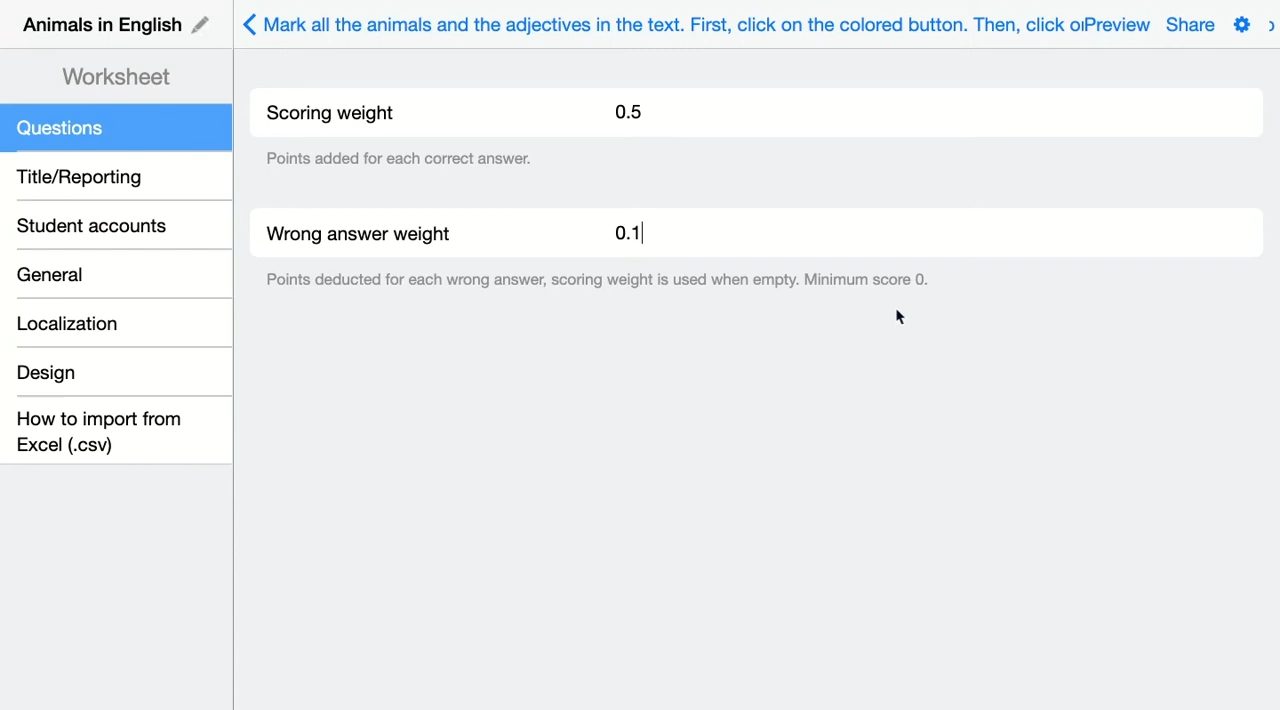 Animals in English
Mark all the animals and the adjectives in the text. First, click on the colored button. Then, click o
Preview
Share
Worksheet
Questions
Title/Reporting
Student accounts
General
Localization
Design
How to import from
Excel (.csv)
Scoring weight 0.5
Points added for each correct answer.
Wrong answer weight 0.1
Points deducted for each wrong answer, scoring weight is used when empty. Minimum score 0.